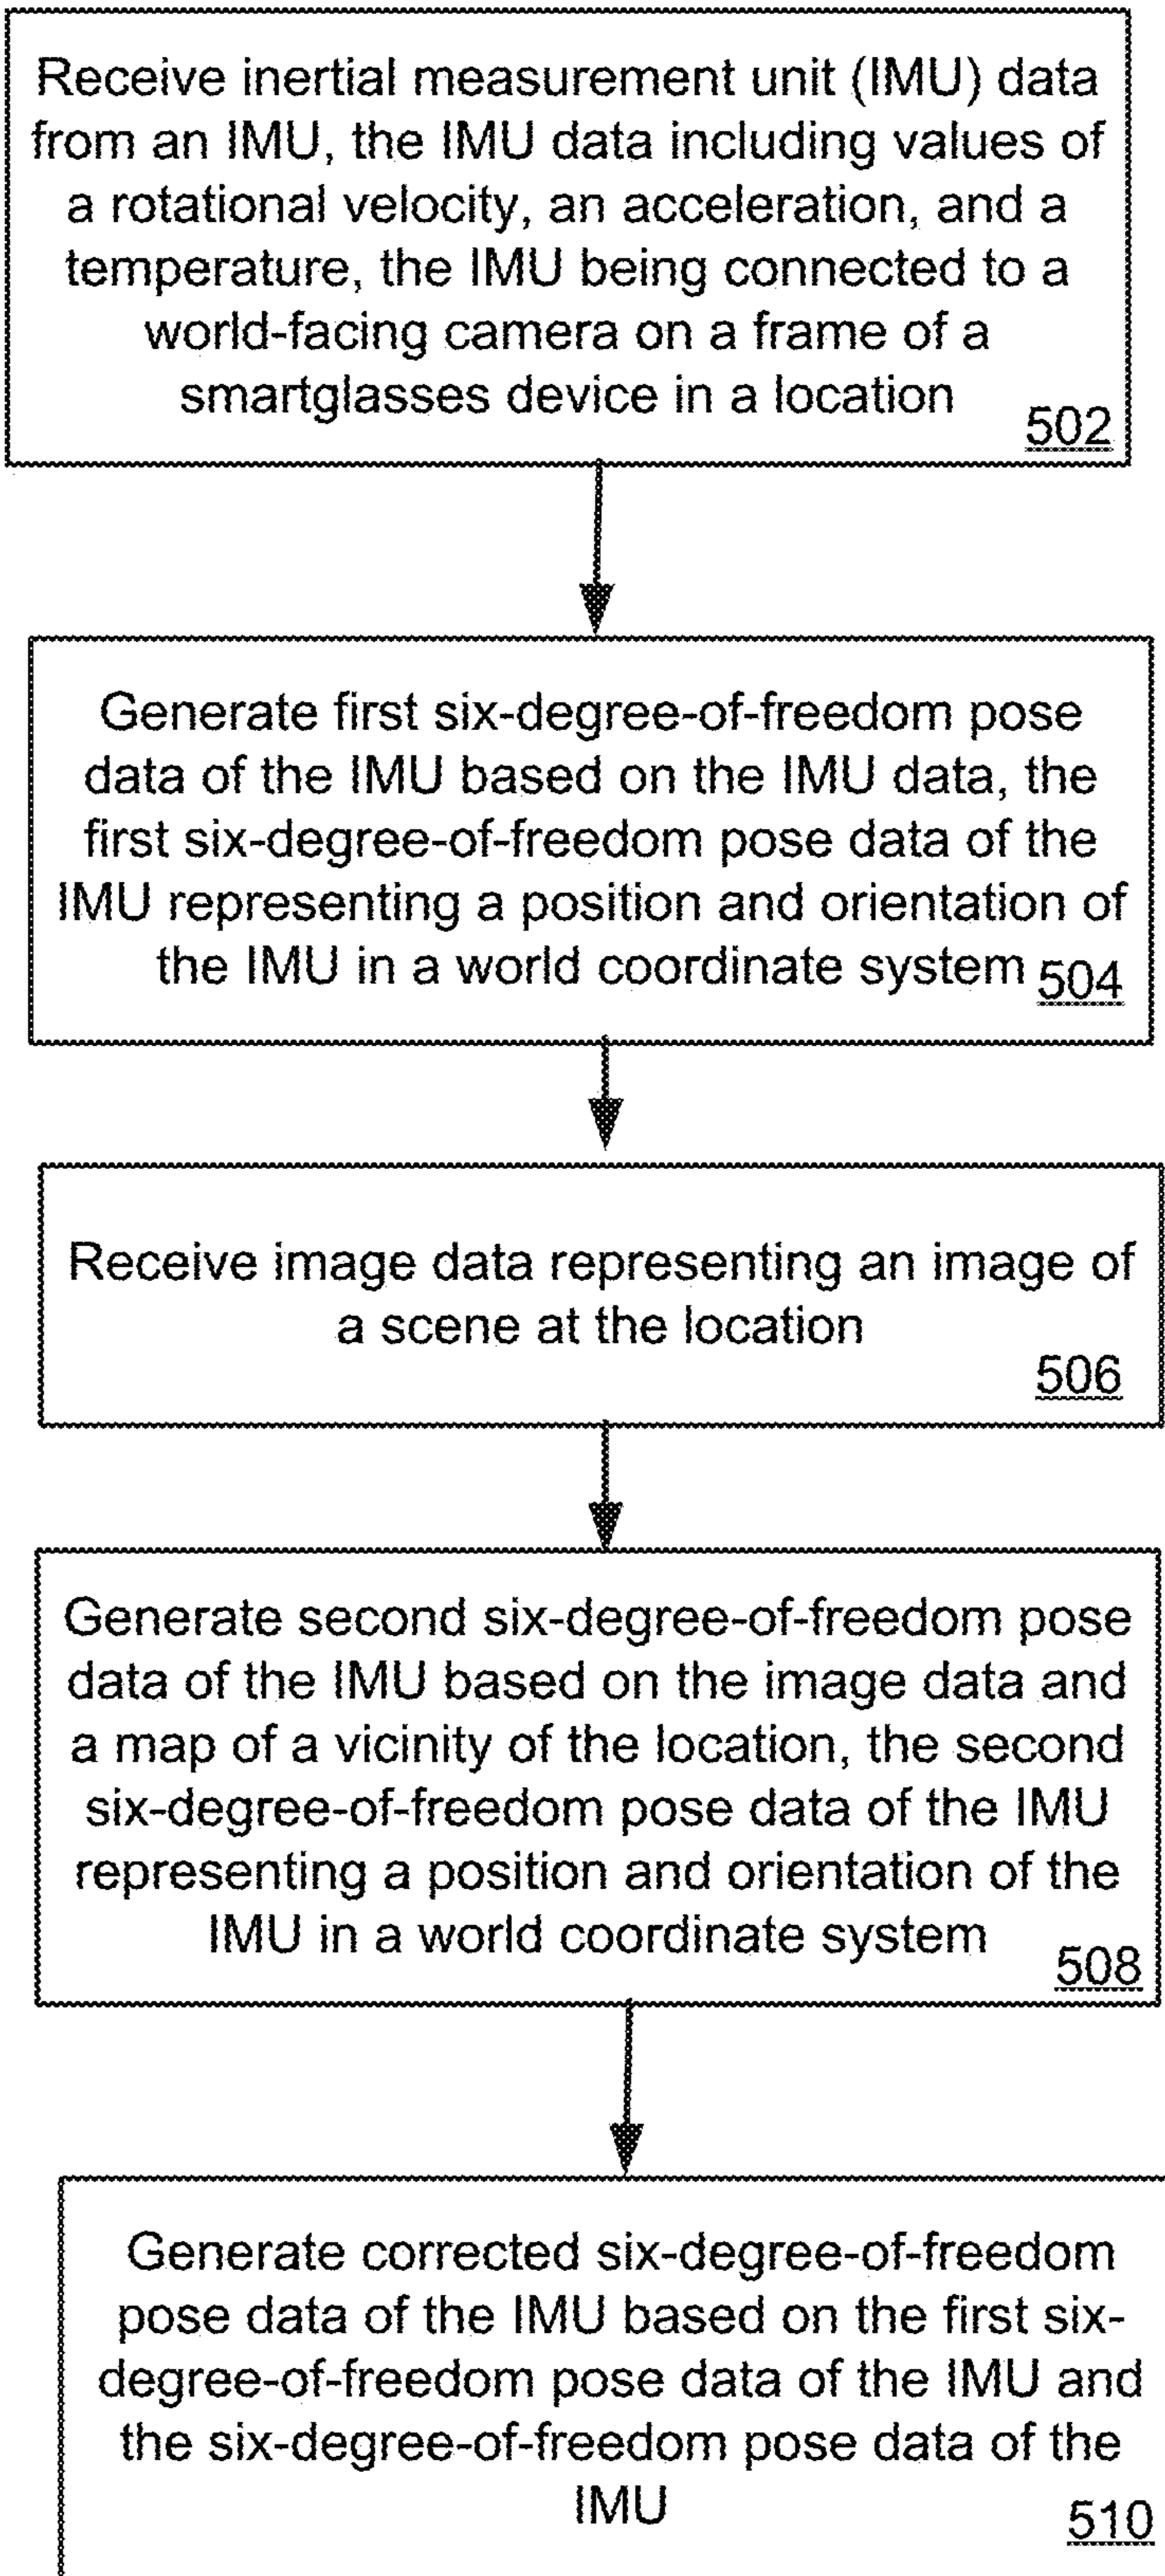 Receive inertial measurement unit (IMU) data
from an IMU, the IMU data including values of
a rotational velocity, an acceleration, and a
temperature, the IMU being connected to a
world-facing camera on a frame of a
smartglasses device in a location
502
Generate first six-degree-of-freedom pose
data of the IMU based on the IMU data, the
first six-degree-of-freedom pose data of the
IMU representing a position and orientation of
the IMU in a world coordinate system
504
Receive image data representing an image of
a scene at the location
506
Generate second six-degree-of-freedom pose
data of the IMU based on the image data and
a map of a vicinity of the location, the second
six-degree-of-freedom pose data of the IMU
representing a position and orientation of the
IMU in a world coordinate system
508
Generate corrected six-degree-of-freedom
pose data of the IMU based on the first six-
degree-of-freedom pose data of the IMU and
the six-degree-of-freedom pose data of the
IMU
510